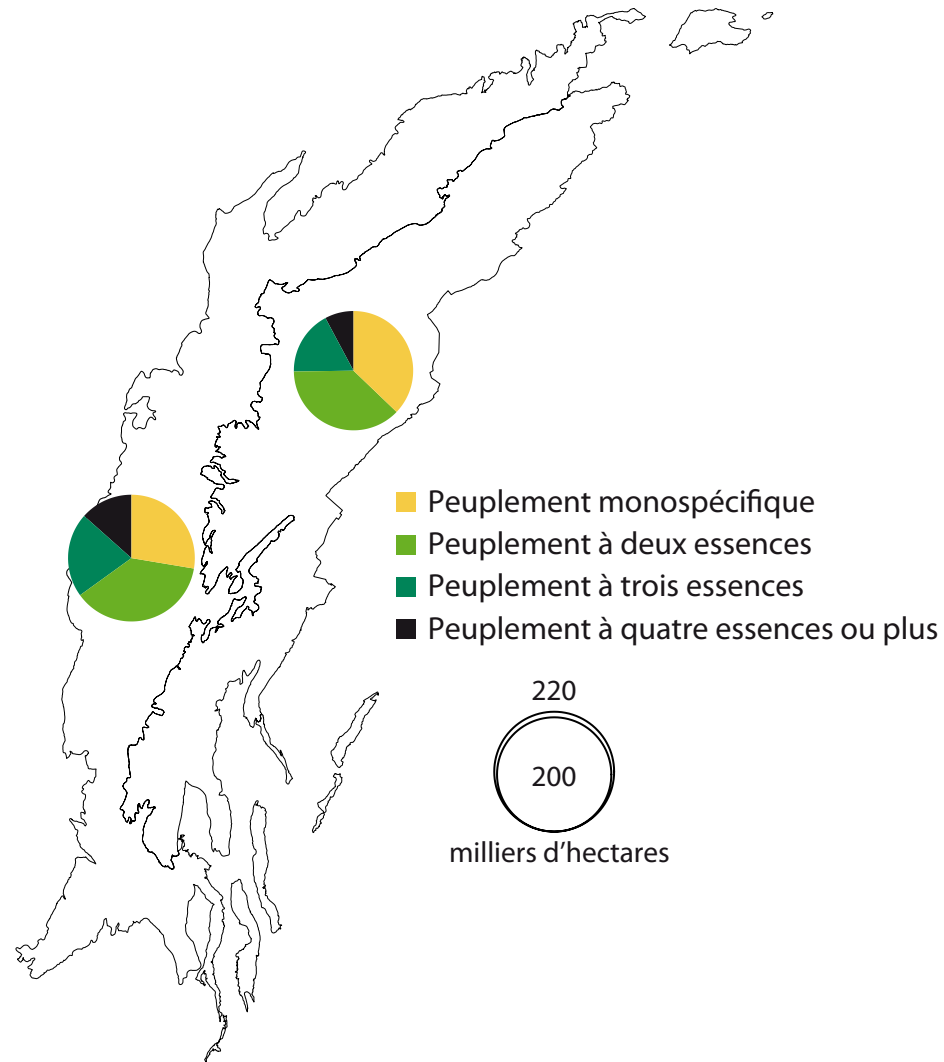 Peuplement monospécifique
Peuplement à deux essences
Peuplement à trois essences
Peuplement à quatre essences ou plus
220
200
milliers d'hectares